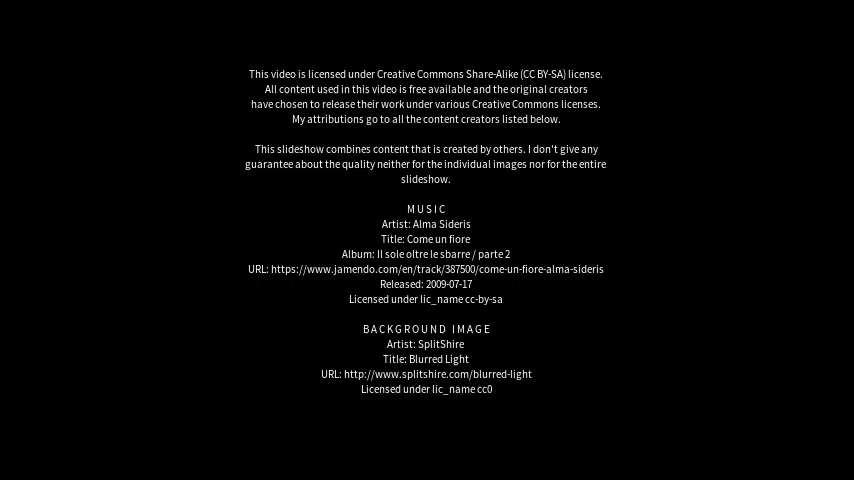 This video is licensed under Creative Commons Share-Alike (CC BY-SA) license.
All content used in this video is free available and the original creators
have chosen to release their work under various Creative Commons licenses.
My attributions go to all the content creators listed below.
This slideshow combines content that is created by others. I don't give any
guarantee about the quality neither for the individual images nor for the entire
slideshow.
MUSIC
Artist: Alma Sideris
Title: Come un fiore
Album: Il sole oltre le sbarre / parte 2
URL: https://www.jamendo.com/en/track/387500/come-un-fiore-alma-sideris
Released: 2009-07-17
Licensed under lic_name cc-by-sa
BACKGROUND IMAGE
Artist: SplitShire
Title: Blurred Light
URL: http://www.splitshire.com/blurred-light
Licensed under lic_name cc0